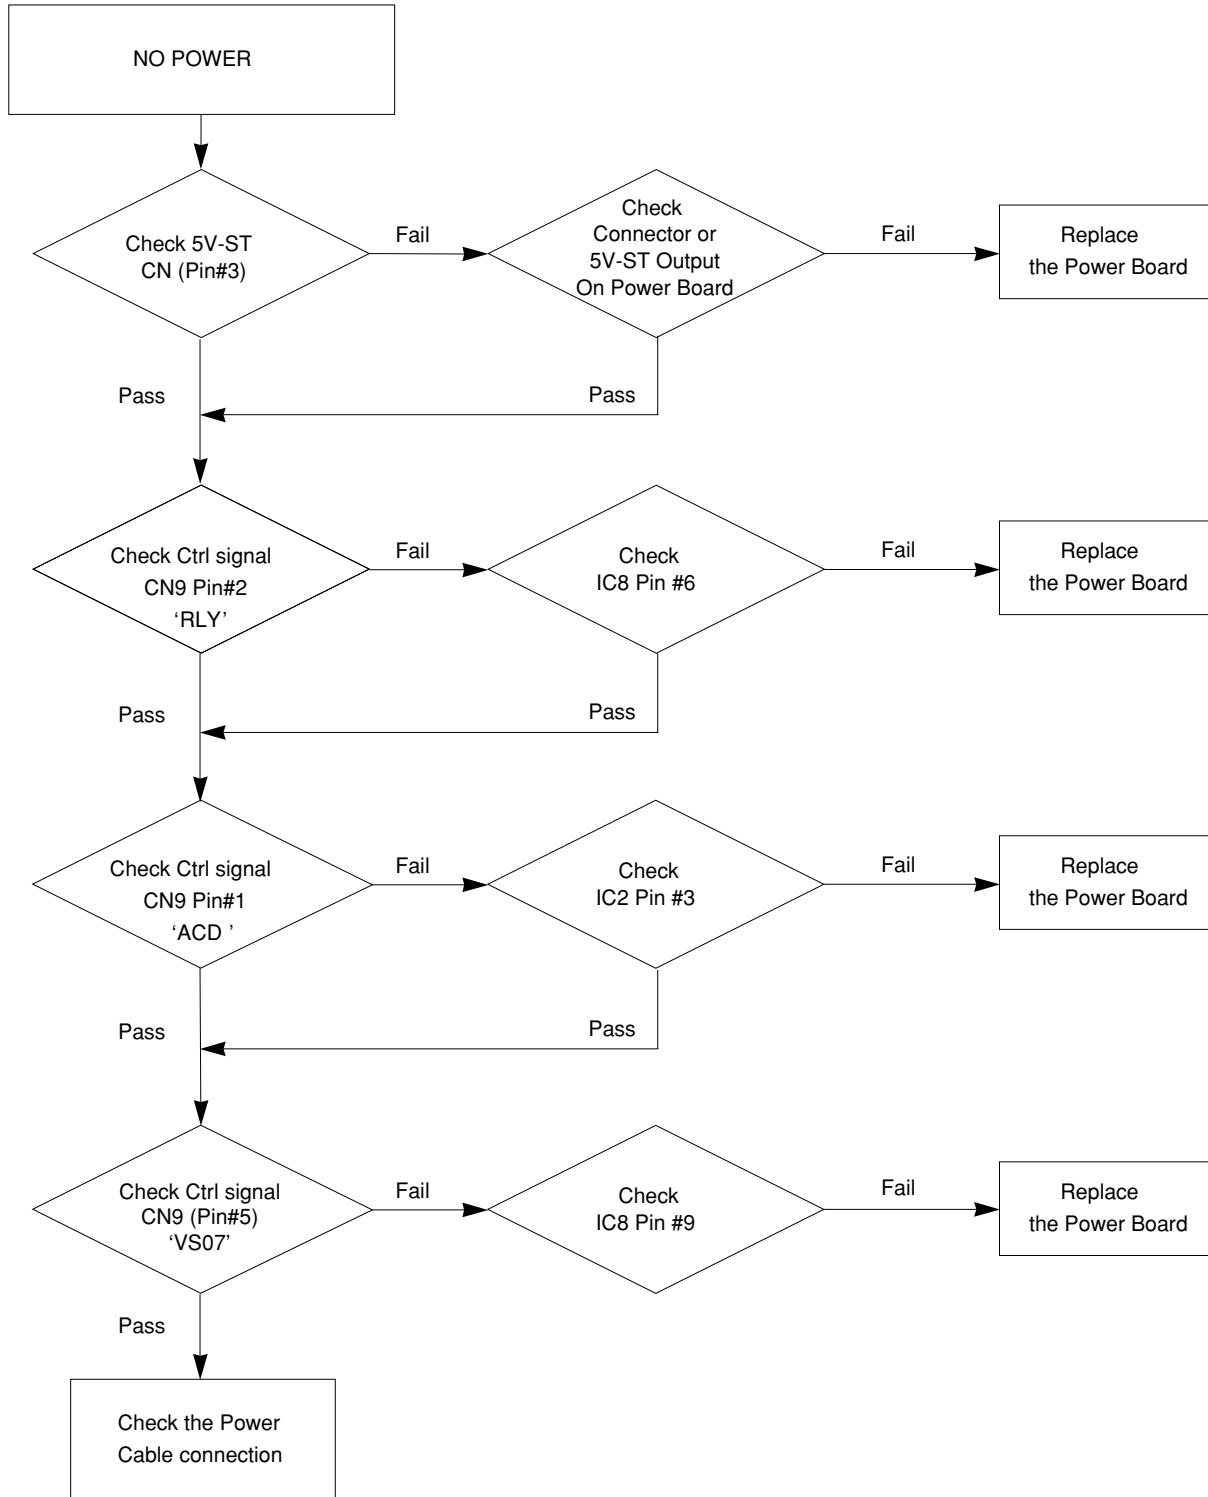 NO POWER
Check 5V-ST
CN (Pin#3)
Fail
Check
Connector or
5V-ST Output
On Power Board
Fail
Replace
the Power Board
Pass
Pass
Check Ctrl signal
CN9 Pin#2
‘RLY’
Fail
Check
IC8 Pin #6
Fail
Replace
the Power Board
Pass
Pass
Check Ctrl signal
CN9 Pin#1
‘ACD ’
Fail
Check
IC2 Pin #3
Fail
Replace
the Power Board
Pass
Pass
Check Ctrl signal
CN9 (Pin#5)
‘VS07’
Fail
Check
IC8 Pin #9
Fail
Replace
the Power Board
Pass
Check the Power
Cable connection